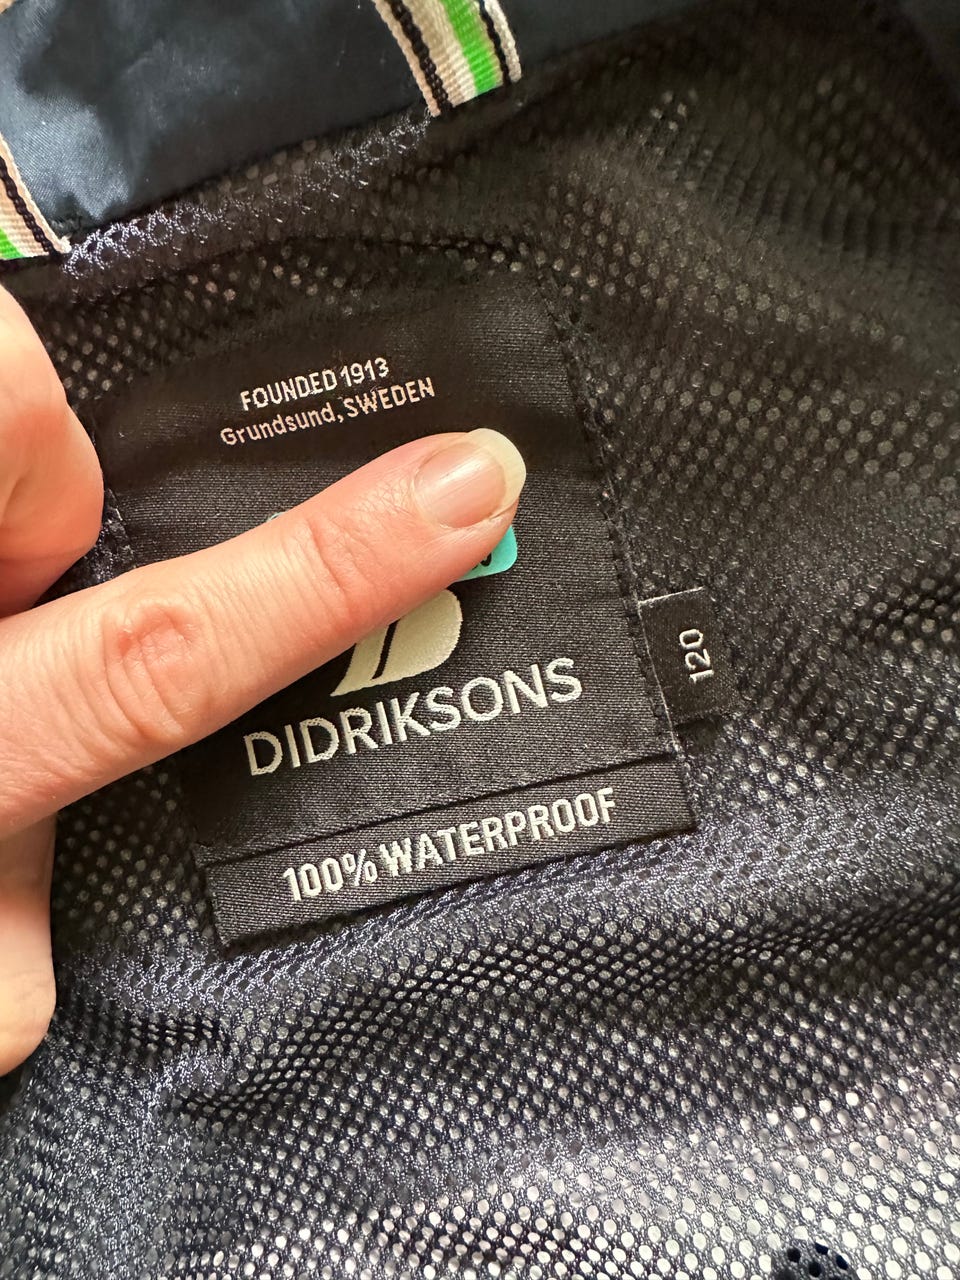 FOUNDED 1913
Grundsund, SWEDEN
DIDRIKSONS
120
100% WATERPROOF